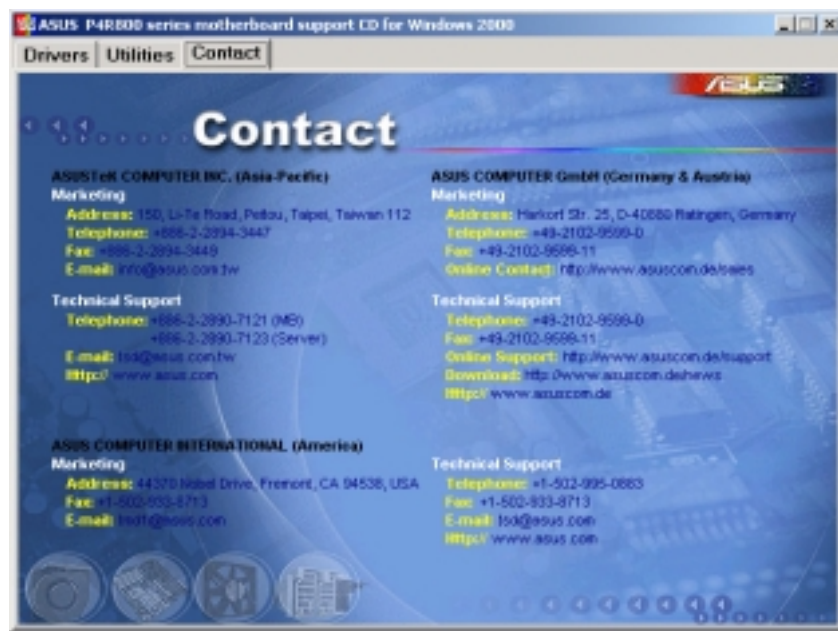 ASUS P4R800 series motherboard support CD for Windows 2000
Drivers Utilities Contact
ASUS
Contact
ASUSTeK COMPUTER INC. (Asia-Pacific)
Marketing
Address: 150, Li-Te Road, Peitou, Taipei, Taiwan 112
Telephone: +886-2-2894-3447
Fax: +886-2-2894-3449
E-mail: info@asus.com.tw
Technical Support
Telephone: +886-2-2890-7121 (MB)
+886-2-2890-7123 (Server)
E-mail: tsd@asus.com.tw
Http:// www.asus.com
ASUS COMPUTER GmbH (Germany & Austria)
Marketing
Address: Harkort Str. 25, D-40880 Ratingen, Germany
Telephone: +49-2102-9599-0
Fax: +49-2102-9599-11
Online Contact: http://www.asuscom.de/sales
Technical Support
Telephone: +49-2102-9599-0
Fax: +49-2102-9599-11
Online Support: http://www.asuscom.de/support
Download: http://www.asuscom.de/news
Http:// www.asuscom.de
ASUS COMPUTER INTERNATIONAL (America)
Marketing
Address: 44370 Nobel Drive, Fremont, CA 94538, USA
Fax: +1-502-933-8713
E-mail:
Technical Support
Telephone: +1-502-995-0883
Fax: +1-502-933-8713
E-mail: tsd@asus.com
Http:// www.asus.com